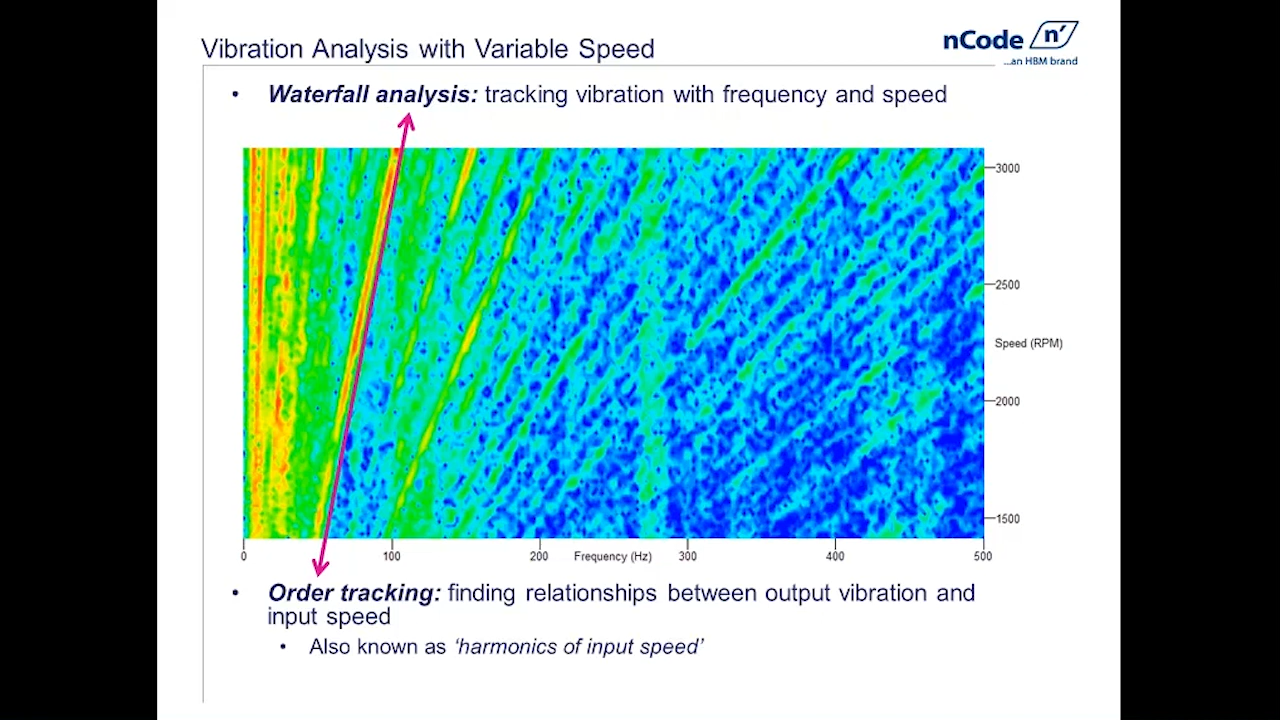 Vibration Analysis with Variable Speed
nCode n'
...an HBM brand
• Waterfall analysis: tracking vibration with frequency and speed
3000
2500
Speed (RPM)
2000
1500
0 100 200 Frequency (Hz) 300 400 500
• Order tracking: finding relationships between output vibration and
input speed
• Also known as ‘harmonics of input speed’